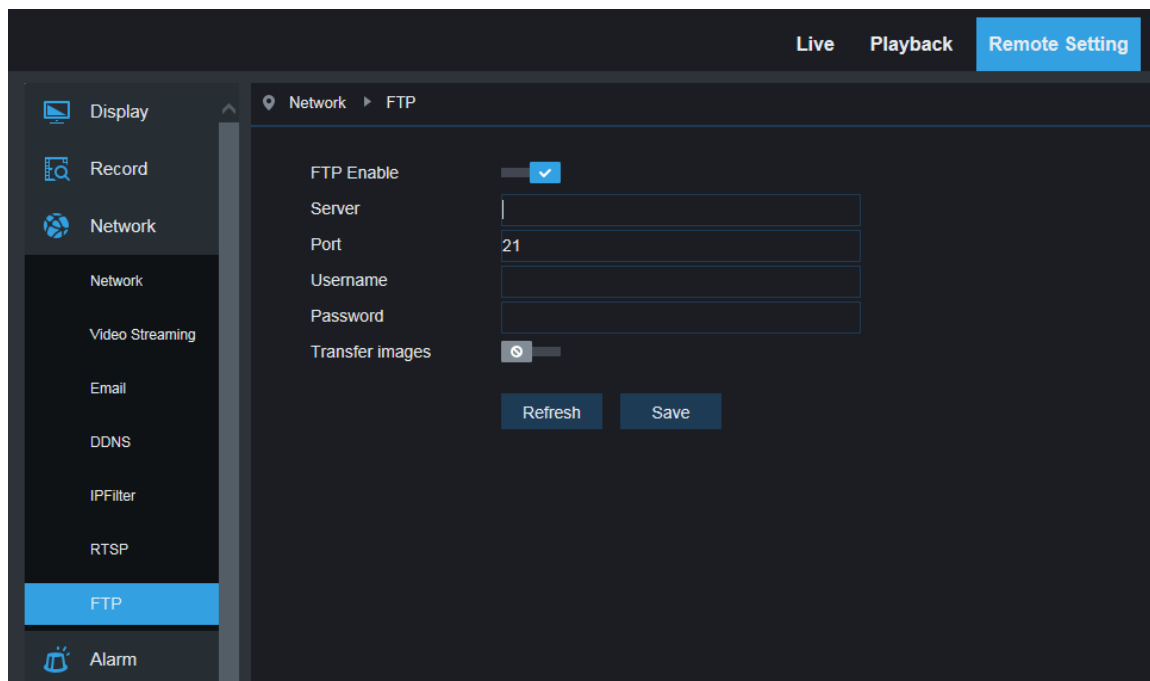 Live Playback Remote Setting
Display
Record
Network
Network
Video Streaming
Email
DDNS
IPFilter
RTSP
FTP
Alarm
Network FTP
FTP Enable
Server
Port 21
Username
Password
Transfer images
Refresh Save